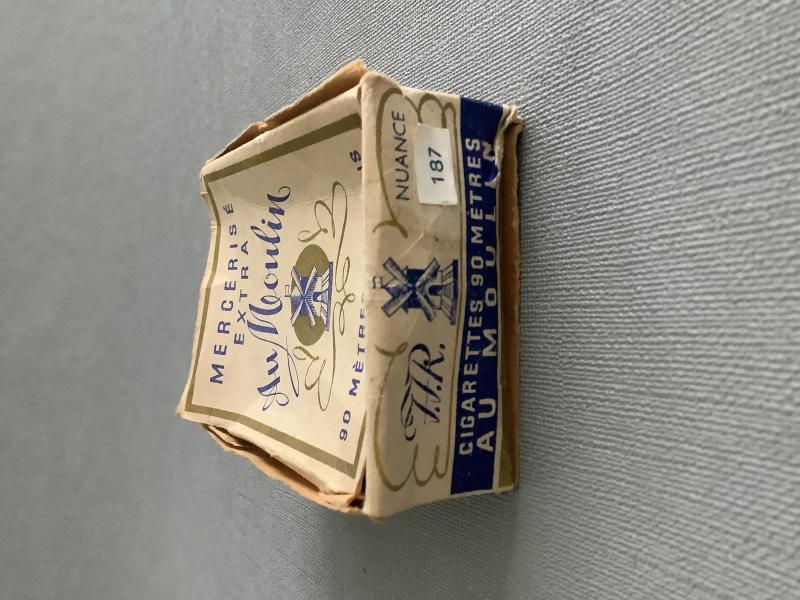 MERCERISÉ
EXTRA
Au Moulin
90 MÈTRES
NUANCE
187
CIGARETTES 90 MÈTRES
AU MOULIN